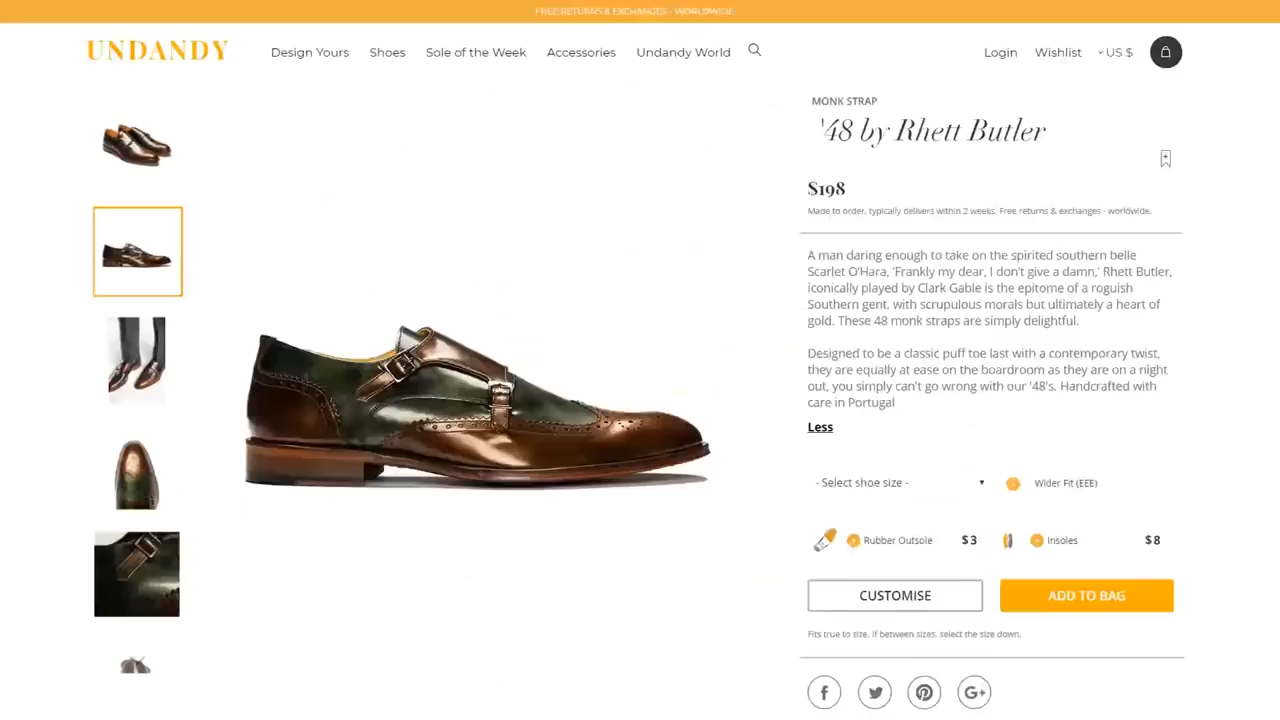 FREE RETURNS & EXCHANGES - WORLDWIDE
UNDANDY
Design Yours
Shoes
Sole of the Week
Accessories
Undandy World
Login
Wishlist
US $
MONK STRAP
'48 by Rhett Butler
$198
Made to order, typically delivers within 2 weeks. Free returns & exchanges - worldwide.
A man daring enough to take on the spirited southern belle
Scarlet O'Hara, 'Frankly my dear, I don't give a damn,' Rhett Butler,
iconically played by Clark Gable is the epitome of a roguish
Southern gent, with scrupulous morals but ultimately a heart of
gold. These 48 monk straps are simply delightful.
Designed to be a classic puff toe last with a contemporary twist,
they are equally at ease on the boardroom as they are on a night
out, you simply can't go wrong with our '48's. Handcrafted with
care in Portugal
Less
- Select shoe size -
Wider Fit (EEE)
Rubber Outsole $3
Insoles $8
CUSTOMISE
ADD TO BAG
Fits true to size. If between sizes, select the size down.
f
G+